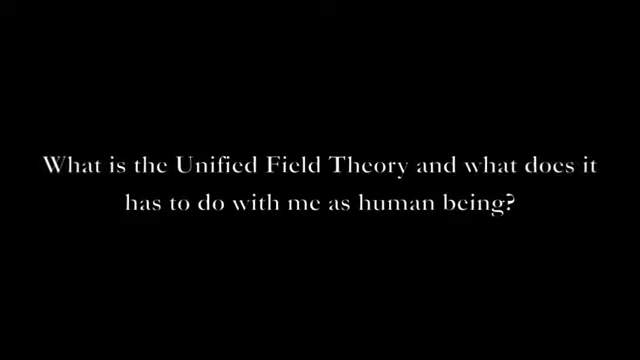 What is the Unified Field Theory and what does it
has to do with me as human being?